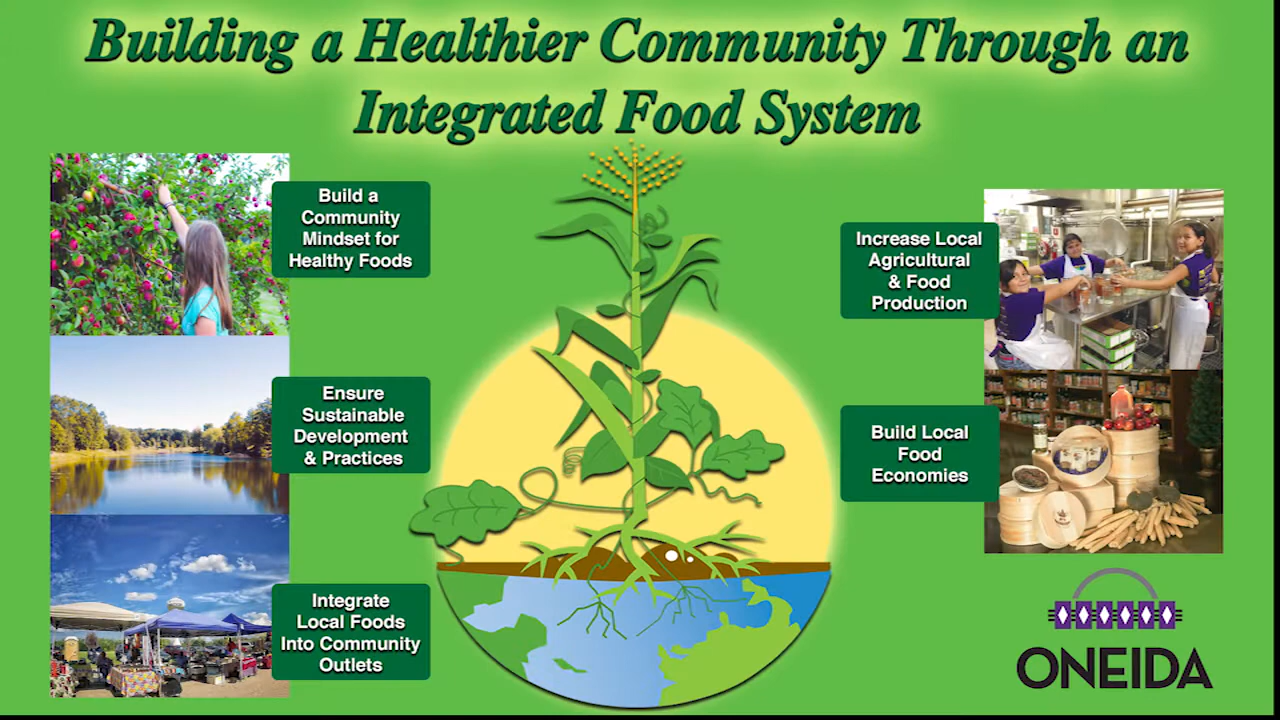 Building a Healthier Community Through an
Integrated Food System
Build a
Community
Mindset for
Healthy Foods
Ensure
Sustainable
Development
& Practices
Integrate
Local Foods
Into Community
Outlets
Increase Local
Agricultural
& Food
Production
Build Local
Food
Economies
ONEIDA